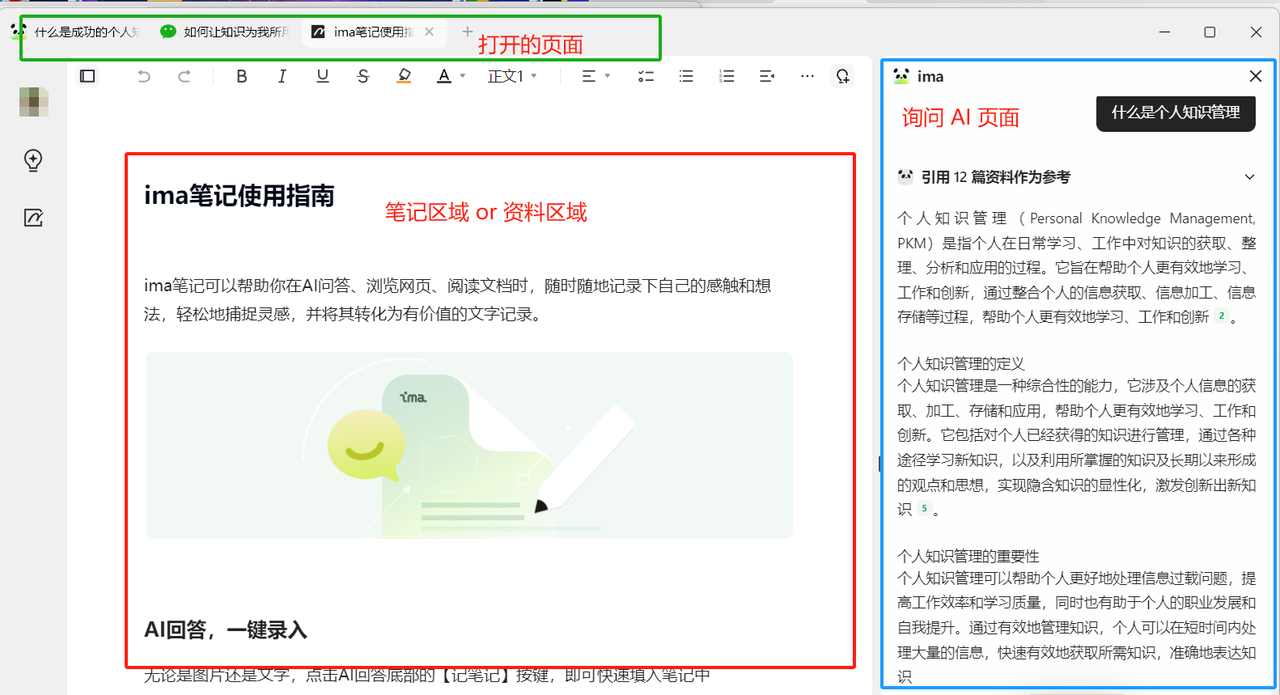 什么是成功的个人知
如何让知识为我所用
ima笔记使用指
打开的页面
正文1
ima笔记使用指南
笔记区域 or 资料区域
ima笔记可以帮助你在AI问答、浏览网页、阅读文档时，随时随地记录下自己的感触和想
法，轻松地捕捉灵感，并将其转化为有价值的文字记录。
ima.
AI回答，一键录入
无论是图片还是文字，点击AI回答底部的【记笔记】按键，即可快速填入笔记中
ima
询问 AI 页面
什么是个人知识管理
引用 12 篇资料作为参考
个人知识管理（Personal Knowledge Management,
PKM）是指个人在日常学习、工作中对知识的获取、整
理、分析和应用的过程。它旨在帮助个人更有效地学习、
工作和创新，通过整合个人的信息获取、信息加工、信息
存储等过程，帮助个人更有效地学习、工作和创新 2 。
个人知识管理的定义
个人知识管理是一种综合性的能力，它涉及个人信息的获
取、加工、存储和应用，帮助个人更有效地学习、工作和
创新。它包括对个人已经获得的知识进行管理，通过各种
途径学习新知识，以及利用所掌握的知识及长期以来形成
的观点和思想，实现隐含知识的显性化，激发创新出新知
识 5 。
个人知识管理的重要性
个人知识管理可以帮助个人更好地处理信息过载问题，提
高工作效率和学习质量，同时也有助于个人的职业发展和
自我提升。通过有效地管理知识，个人可以在短时间内处
理大量的信息，快速有效地获取所需知识，准确地表达知
识